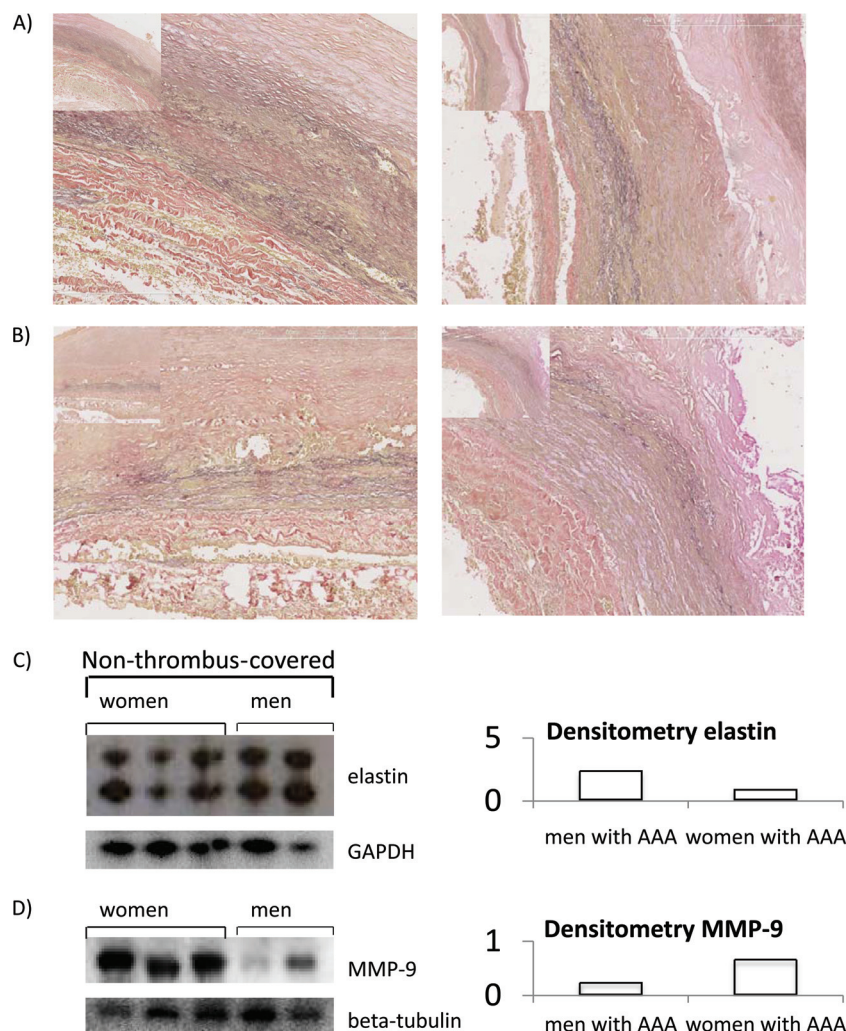 A)
B)
C)
Non-thrombus-covered
women men
elastin
GAPDH
Densitometry elastin
5
0
men with AAA women with AAA
D)
women men
MMP-9
beta-tubulin
Densitometry MMP-9
1
0
men with AAA women with AAA